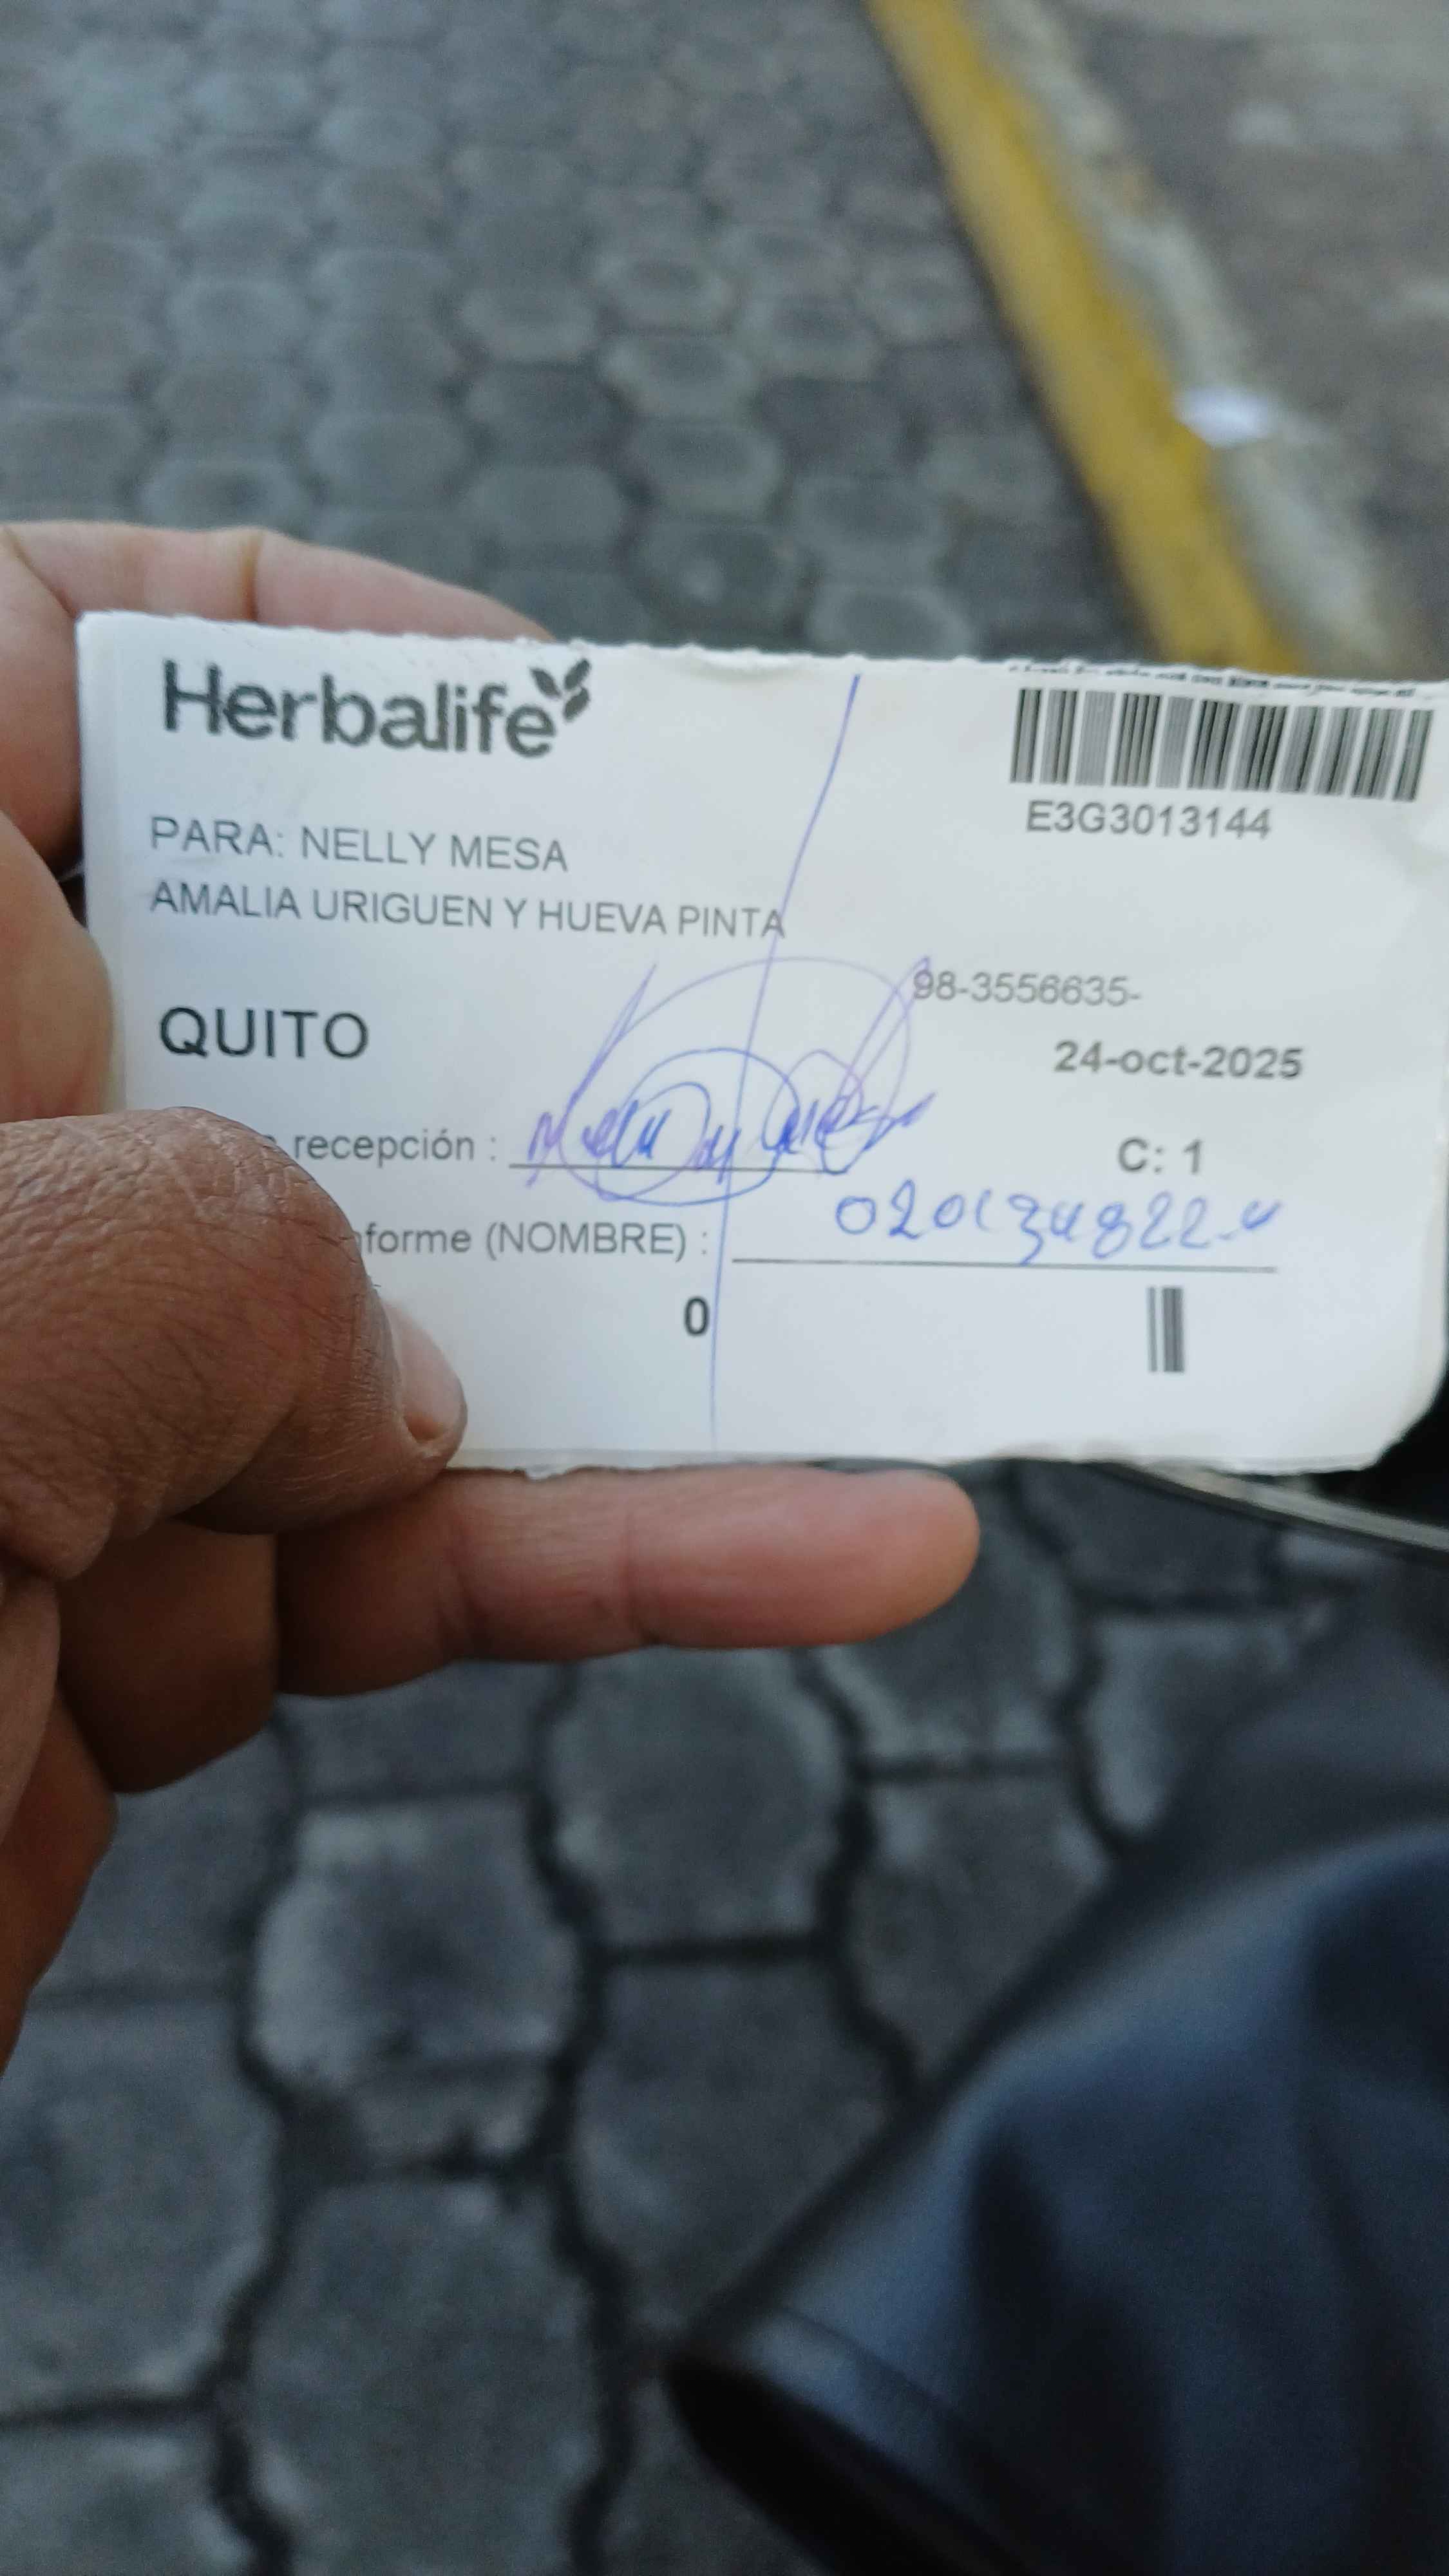 Herbalife
E3G3013144
PARA: NELLY MESA
AMALIA URIGUEN Y HUEVA PINTA
98-3556635-
QUITO
24-oct-2025
recepción :
C: 1
forme (NOMBRE) :
0